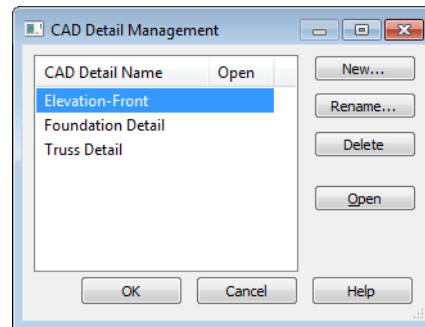 CAD Detail Management
CAD Detail Name Open
Elevation-Front
Foundation Detail
Truss Detail
New...
Rename...
Delete
Open
OK Cancel Help